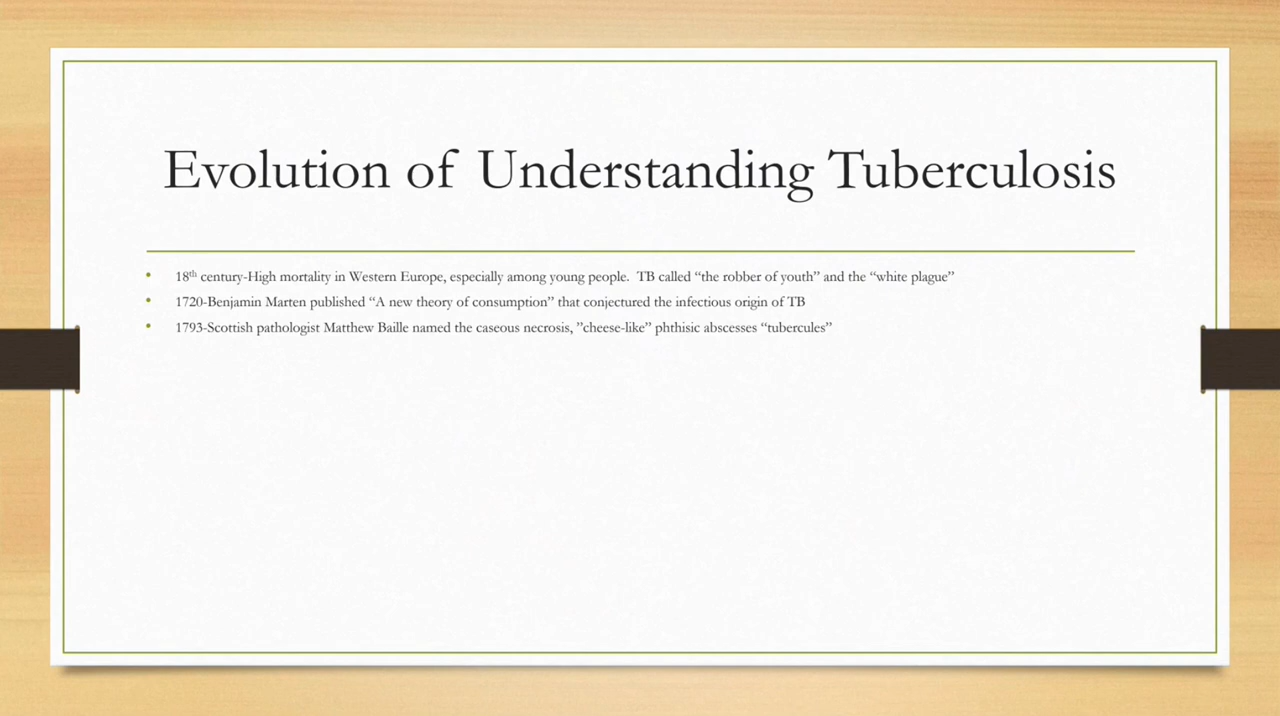 Evolution of Understanding Tuberculosis
• 18th century-High mortality in Western Europe, especially among young people.  TB called “the robber of youth” and the “white plague”
• 1720-Benjamin Marten published “A new theory of consumption” that conjectured the infectious origin of TB
• 1793-Scottish pathologist Matthew Baille named the caseous necrosis, ”cheese-like” phthisic abscesses “tubercules”